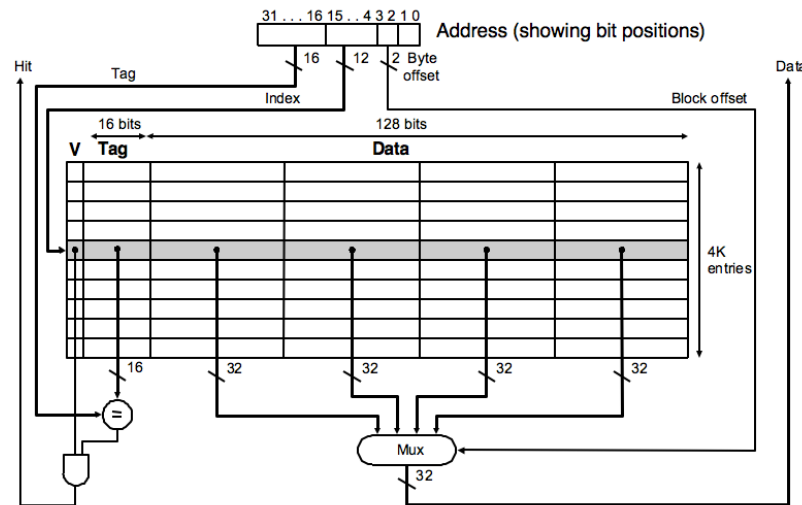 31 . . . 16 15 . . 4 3 2 1 0
Address (showing bit positions)
16 12 2 Byte offset
Hit
Tag
Data
Index
Block offset
16 bits
128 bits
V Tag Data
4K entries
16 32 32 32 32
=
Mux
32